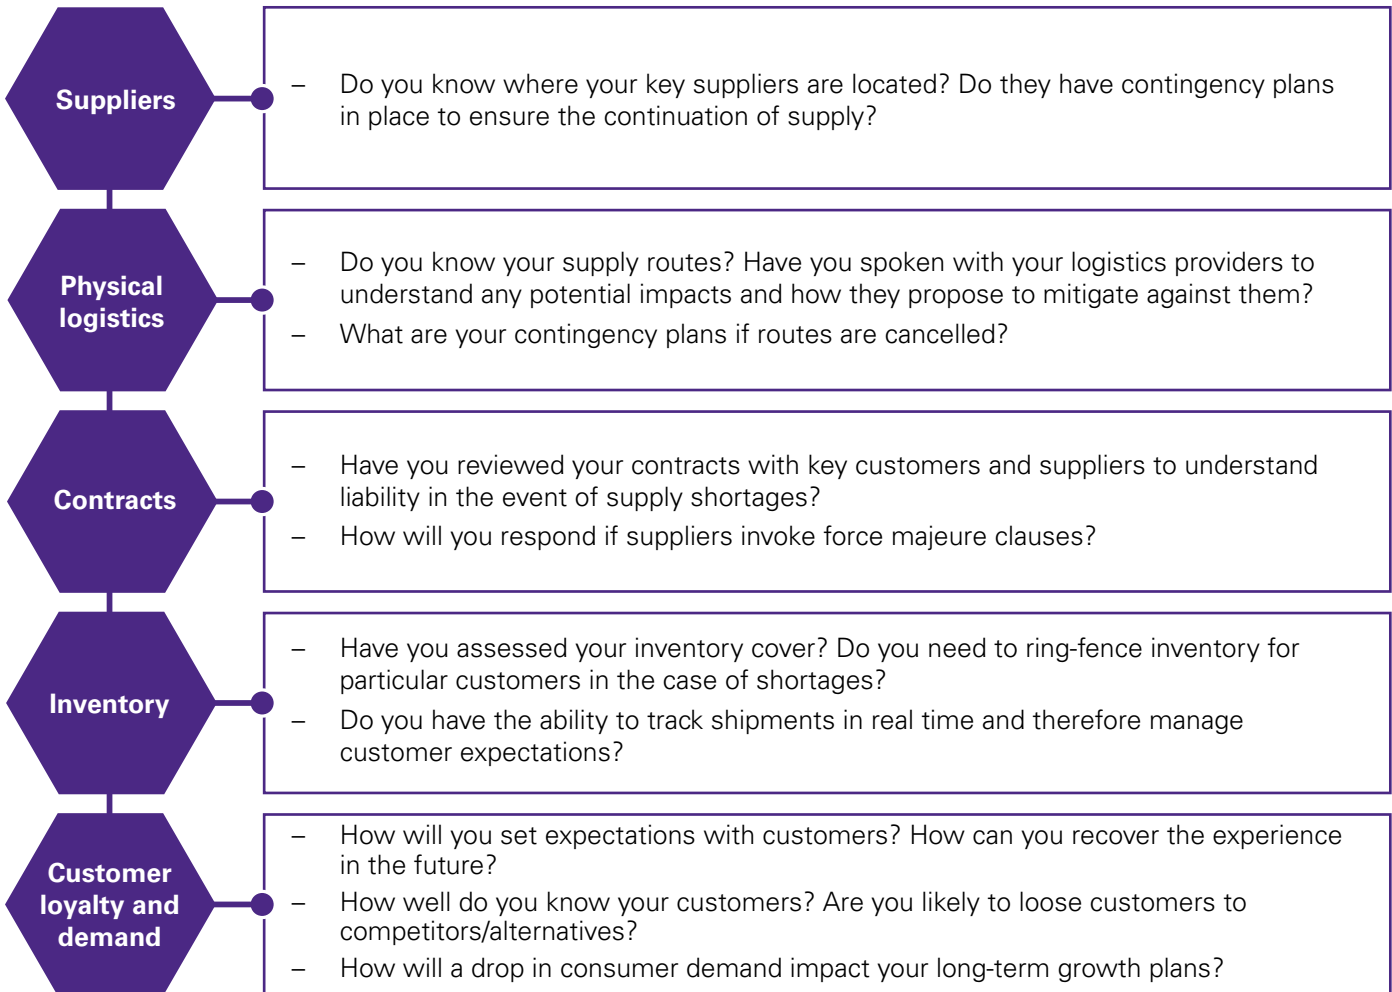 Suppliers
– Do you know where your key suppliers are located? Do they have contingency plans
in place to ensure the continuation of supply?
Physical
logistics
– Do you know your supply routes? Have you spoken with your logistics providers to
understand any potential impacts and how they propose to mitigate against them?
– What are your contingency plans if routes are cancelled?
Contracts
– Have you reviewed your contracts with key customers and suppliers to understand
liability in the event of supply shortages?
– How will you respond if suppliers invoke force majeure clauses?
Inventory
– Have you assessed your inventory cover? Do you need to ring-fence inventory for
particular customers in the case of shortages?
– Do you have the ability to track shipments in real time and therefore manage
customer expectations?
Customer
loyalty and
demand
– How will you set expectations with customers? How can you recover the experience
in the future?
– How well do you know your customers? Are you likely to loose customers to
competitors/alternatives?
– How will a drop in consumer demand impact your long-term growth plans?